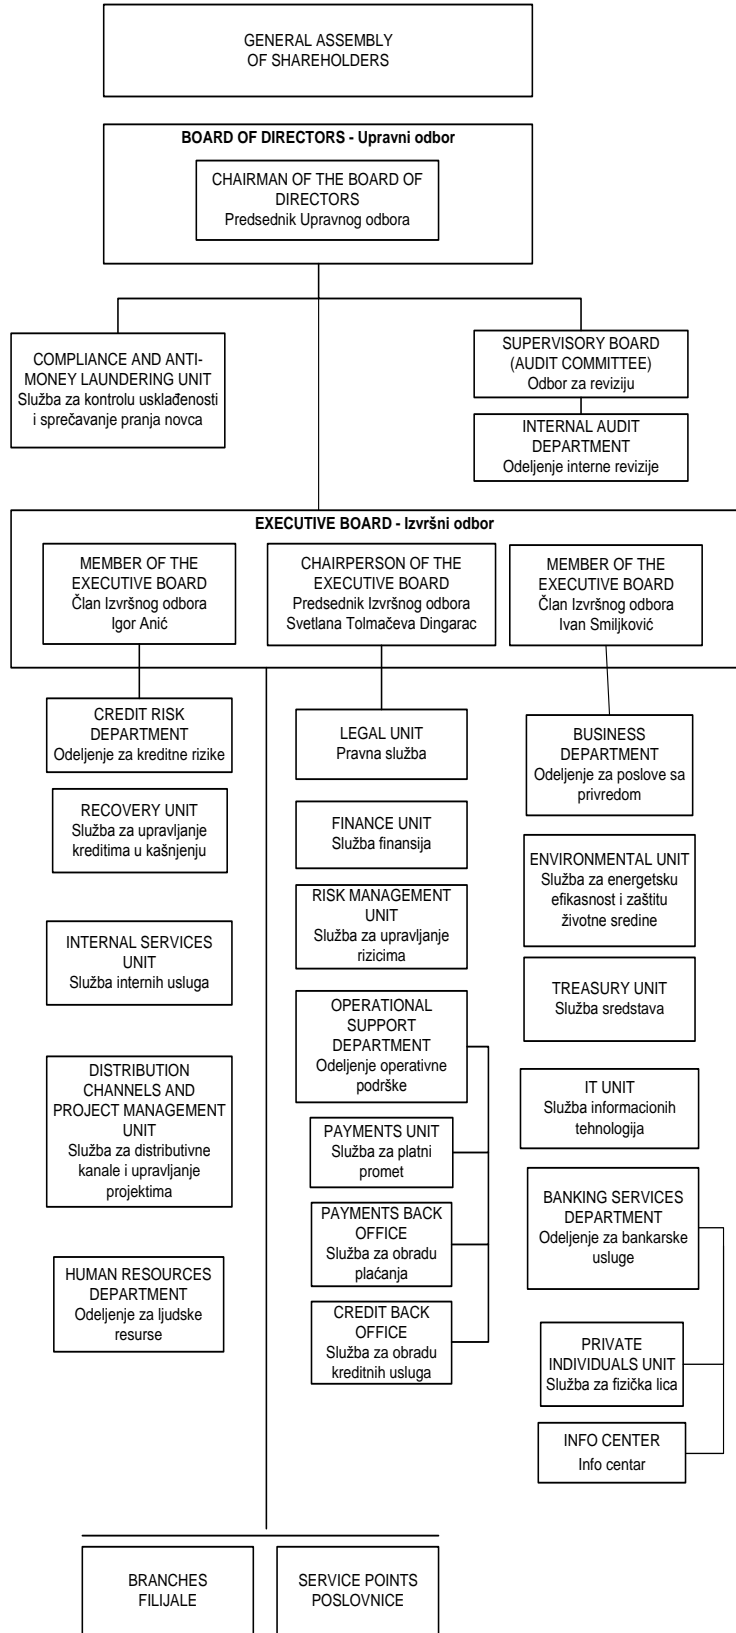 GENERAL ASSEMBLY
OF SHAREHOLDERS
BOARD OF DIRECTORS - Upravni odbor
CHAIRMAN OF THE BOARD OF
DIRECTORS
Predsednik Upravnog odbora
COMPLIANCE AND ANTI-
MONEY LAUNDERING UNIT
Služba za kontrolu usklađenosti
i sprečavanje pranja novca
SUPERVISORY BOARD
(AUDIT COMMITTEE)
Odbor za reviziju
INTERNAL AUDIT
DEPARTMENT
Odeljenje interne revizije
EXECUTIVE BOARD - Izvršni odbor
MEMBER OF THE
EXECUTIVE BOARD
Član Izvršnog odbora
Igor Anić
CHAIRPERSON OF THE
EXECUTIVE BOARD
Predsednik Izvršnog odbora
Svetlana Tolmačeva Dingarac
MEMBER OF THE
EXECUTIVE BOARD
Član Izvršnog odbora
Ivan Smiljković
CREDIT RISK
DEPARTMENT
Odeljenje za kreditne rizike
RECOVERY UNIT
Služba za upravljanje
kreditima u kašnjenju
INTERNAL SERVICES
UNIT
Služba internih usluga
DISTRIBUTION
CHANNELS AND
PROJECT MANAGEMENT
UNIT
Služba za distributivne
kanale i upravljanje
projektima
HUMAN RESOURCES
DEPARTMENT
Odeljenje za ljudske
resurse
LEGAL UNIT
Pravna služba
FINANCE UNIT
Služba finansija
RISK MANAGEMENT
UNIT
Služba za upravljanje
rizicima
OPERATIONAL
SUPPORT
DEPARTMENT
Odeljenje operativne
podrške
PAYMENTS UNIT
Služba za platni
promet
PAYMENTS BACK
OFFICE
Služba za obradu
plaćanja
CREDIT BACK
OFFICE
Služba za obradu
kreditnih usluga
BUSINESS
DEPARTMENT
Odeljenje za poslove sa
privredom
ENVIRONMENTAL UNIT
Služba za energetsku
efikasnost i zaštitu
životne sredine
TREASURY UNIT
Služba sredstava
IT UNIT
Služba informacionih
tehnologija
BANKING SERVICES
DEPARTMENT
Odeljenje za bankarske
usluge
PRIVATE
INDIVIDUALS UNIT
Služba za fizička lica
INFO CENTER
Info centar
BRANCHES
FILIJALE
SERVICE POINTS
POSLOVNICE